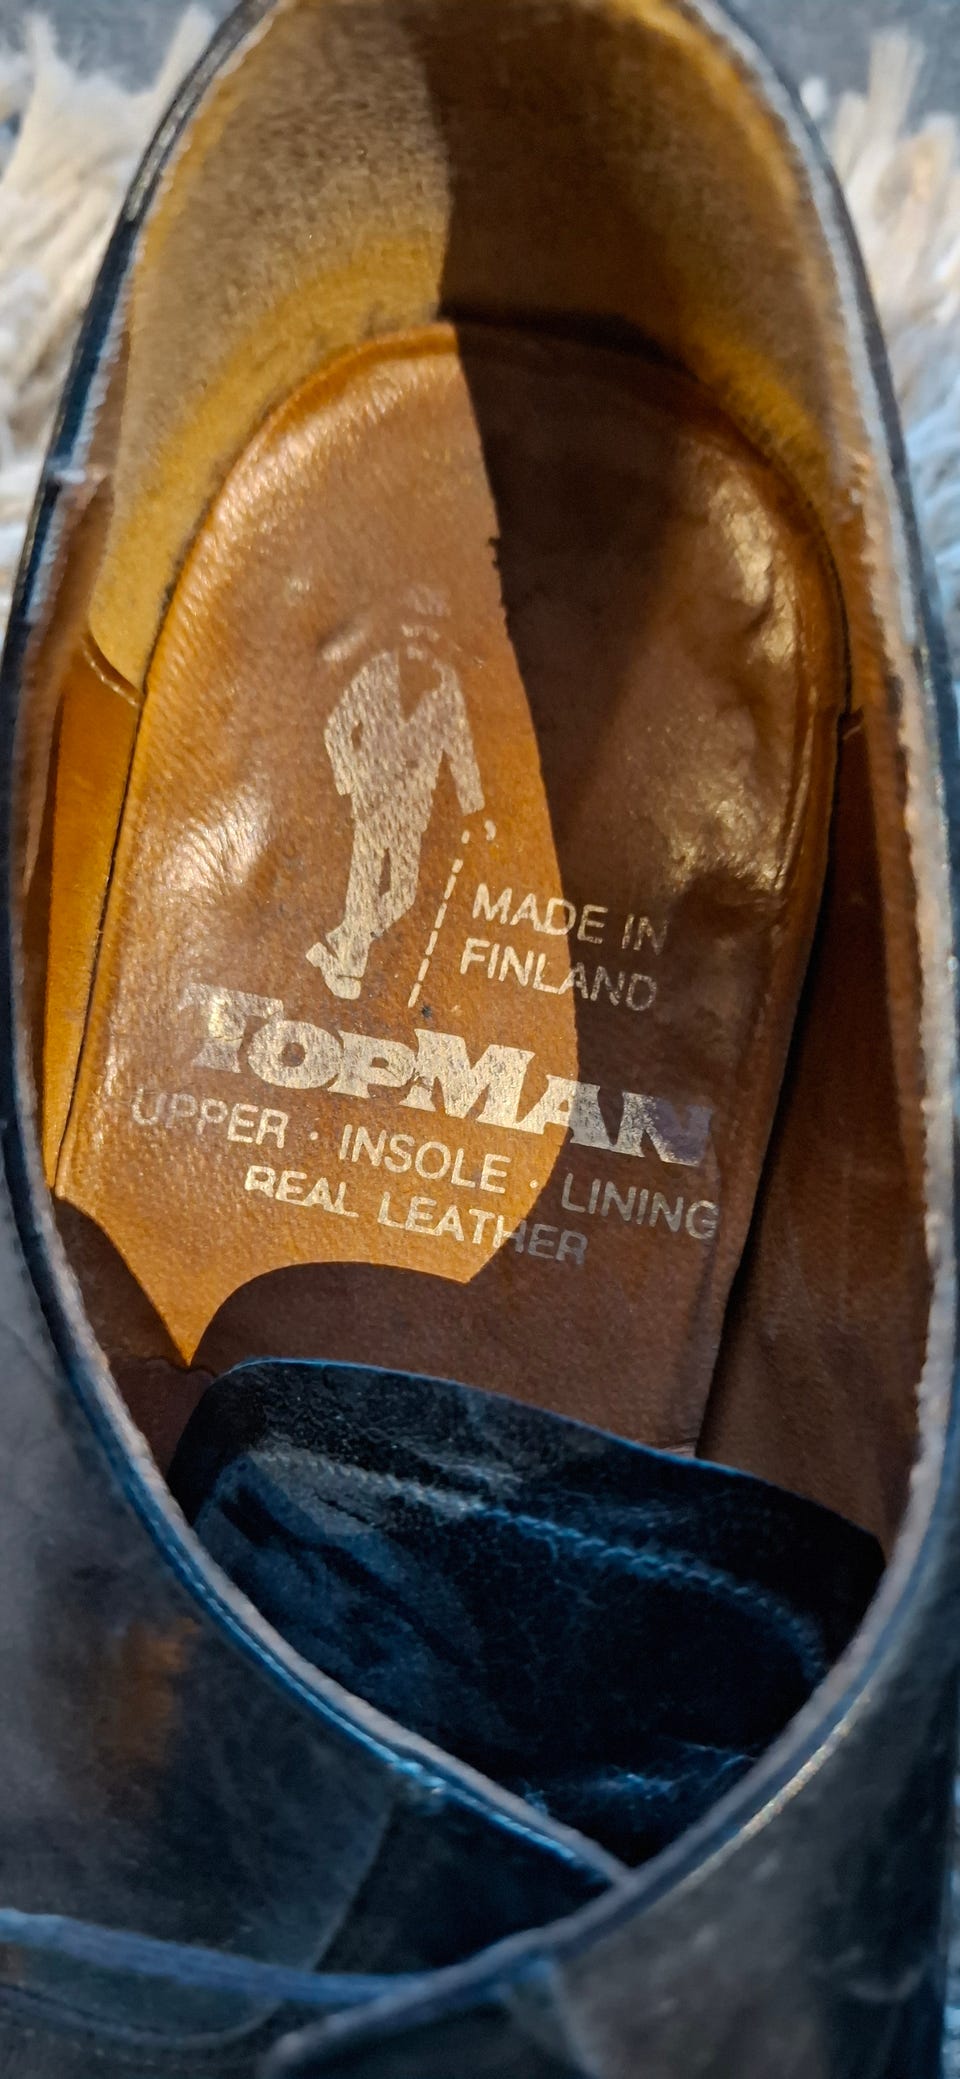 MADE IN
FINLAND
TOPMAN
UPPER · INSOLE · LINING
REAL LEATHER